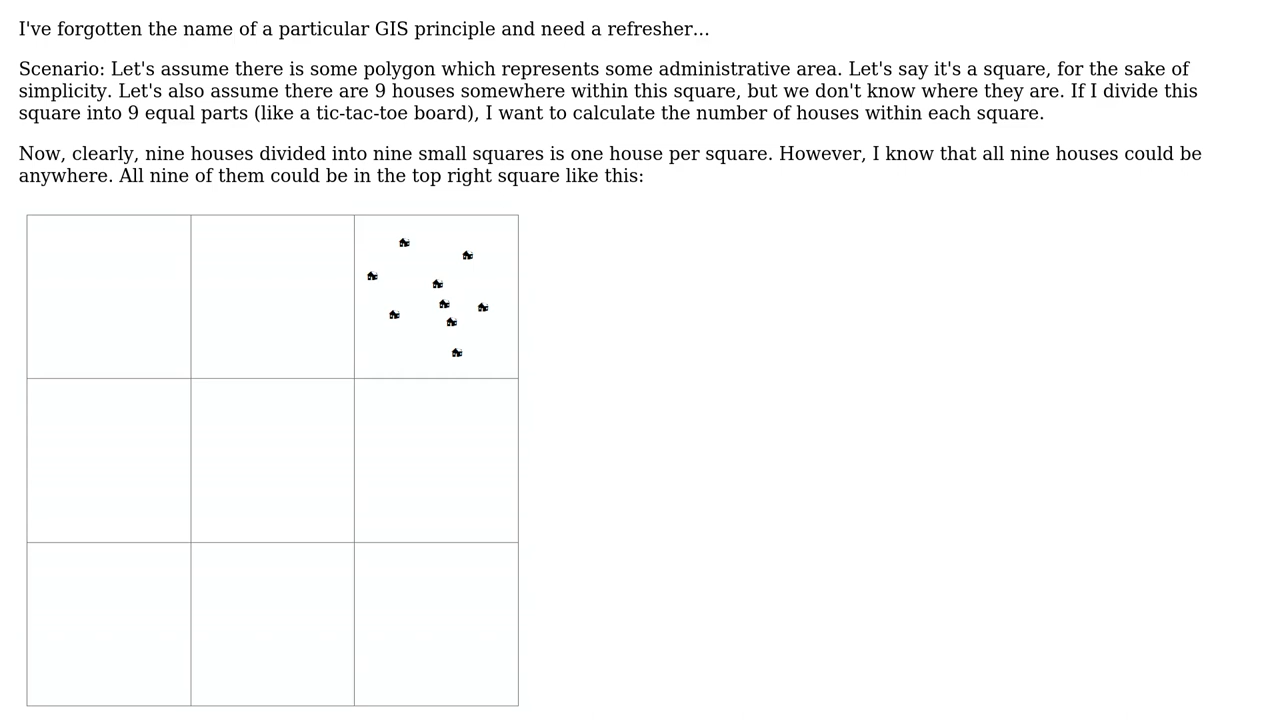 I've forgotten the name of a particular GIS principle and need a refresher...
Scenario: Let's assume there is some polygon which represents some administrative area. Let's say it's a square, for the sake of
simplicity. Let's also assume there are 9 houses somewhere within this square, but we don't know where they are. If I divide this
square into 9 equal parts (like a tic-tac-toe board), I want to calculate the number of houses within each square.
Now, clearly, nine houses divided into nine small squares is one house per square. However, I know that all nine houses could be
anywhere. All nine of them could be in the top right square like this: